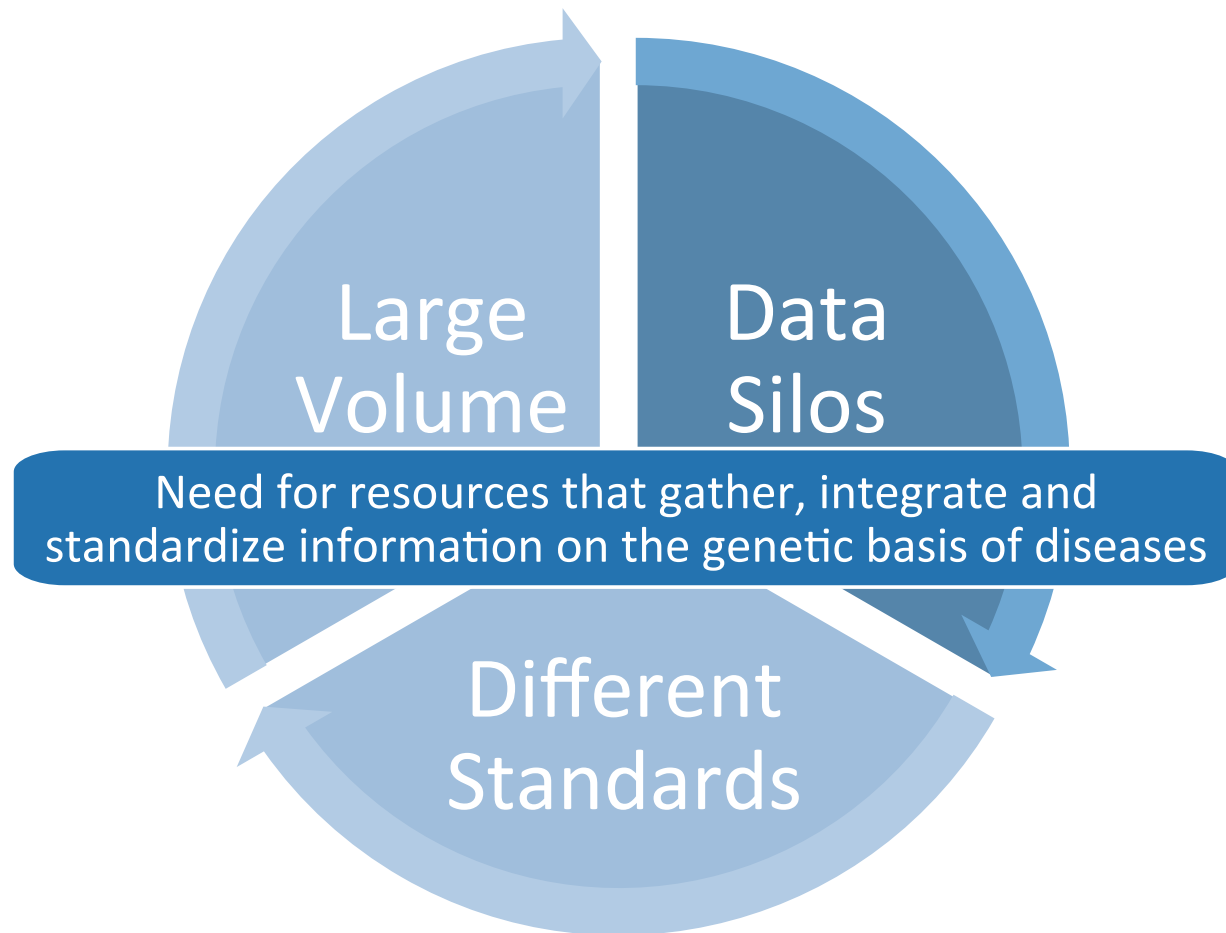 Large
Volume
Data
Silos
Need for resources that gather, integrate and
standardize information on the genetic basis of diseases
Different
Standards